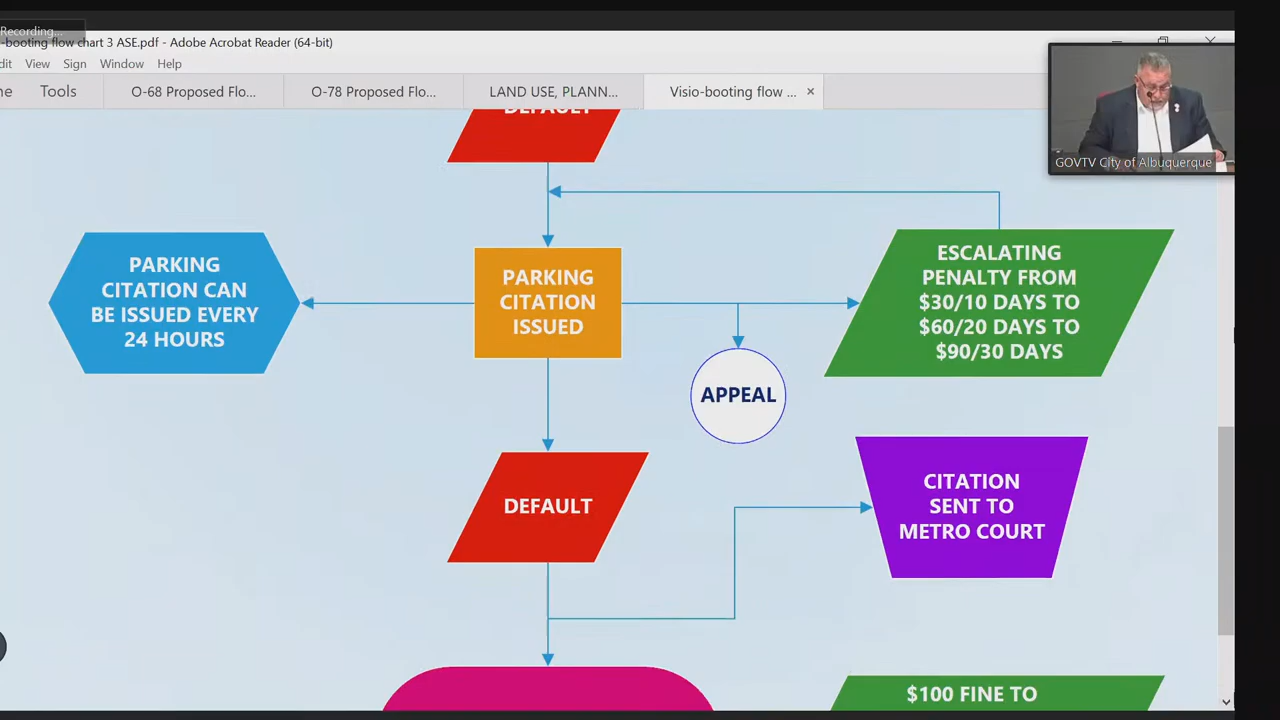 Recording...
-booting flow chart 3 ASE.pdf - Adobe Acrobat Reader (64-bit)
dit View Sign Window Help
me Tools O-68 Proposed Flo... O-78 Proposed Flo... LAND USE, PLANN... Visio-booting flow ... ×
GOVTV City of Albuquerque
DEFAULT
PARKING
CITATION CAN
BE ISSUED EVERY
24 HOURS
PARKING
CITATION
ISSUED
ESCALATING
PENALTY FROM
$30/10 DAYS TO
$60/20 DAYS TO
$90/30 DAYS
APPEAL
DEFAULT
CITATION
SENT TO
METRO COURT
$100 FINE TO